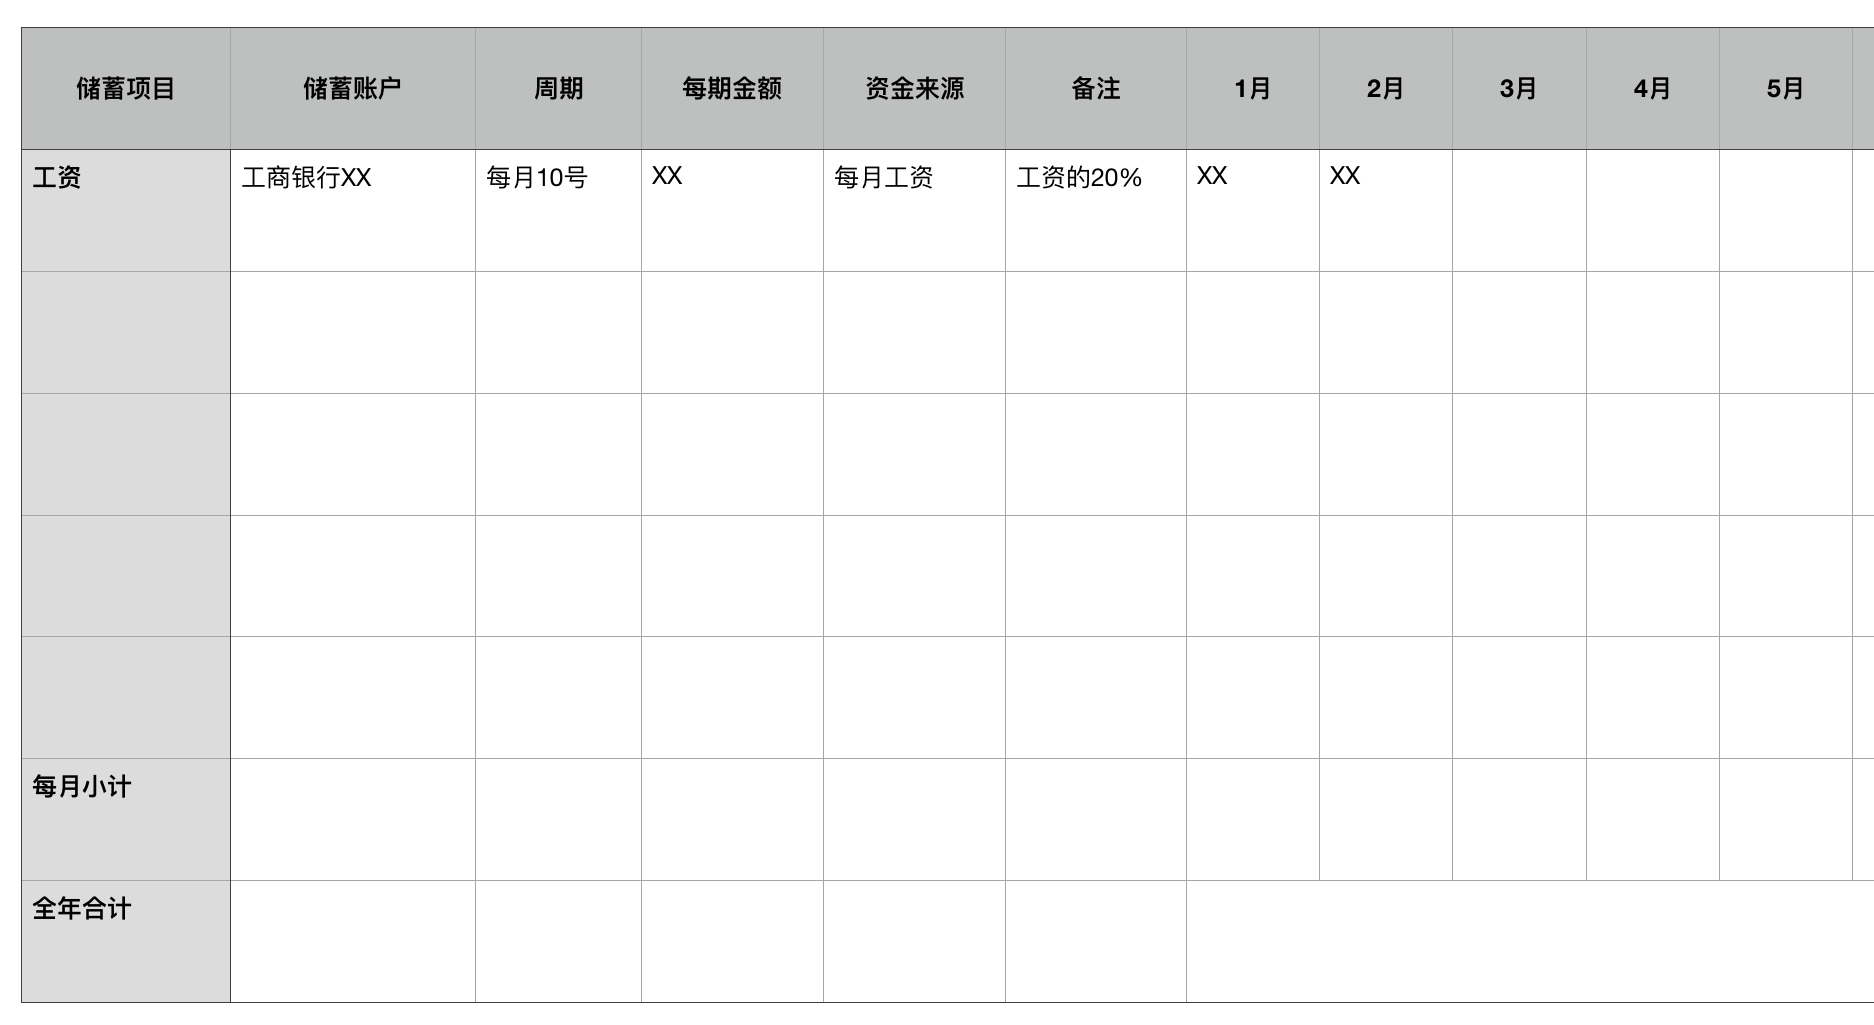 储蓄项目 储蓄账户 周期 每期金额 资金来源 备注 1月 2月 3月 4月 5月
工资 工商银行XX 每月10号 XX 每月工资 工资的20% XX XX
每月小计
全年合计